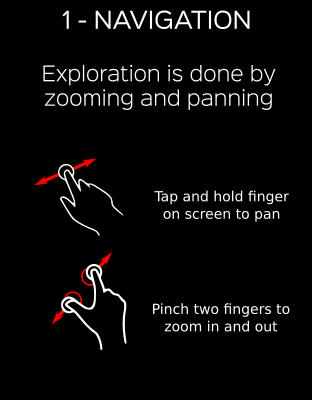 1 - NAVIGATION
Exploration is done by
zooming and panning
Tap and hold finger
on screen to pan
Pinch two fingers to
zoom in and out